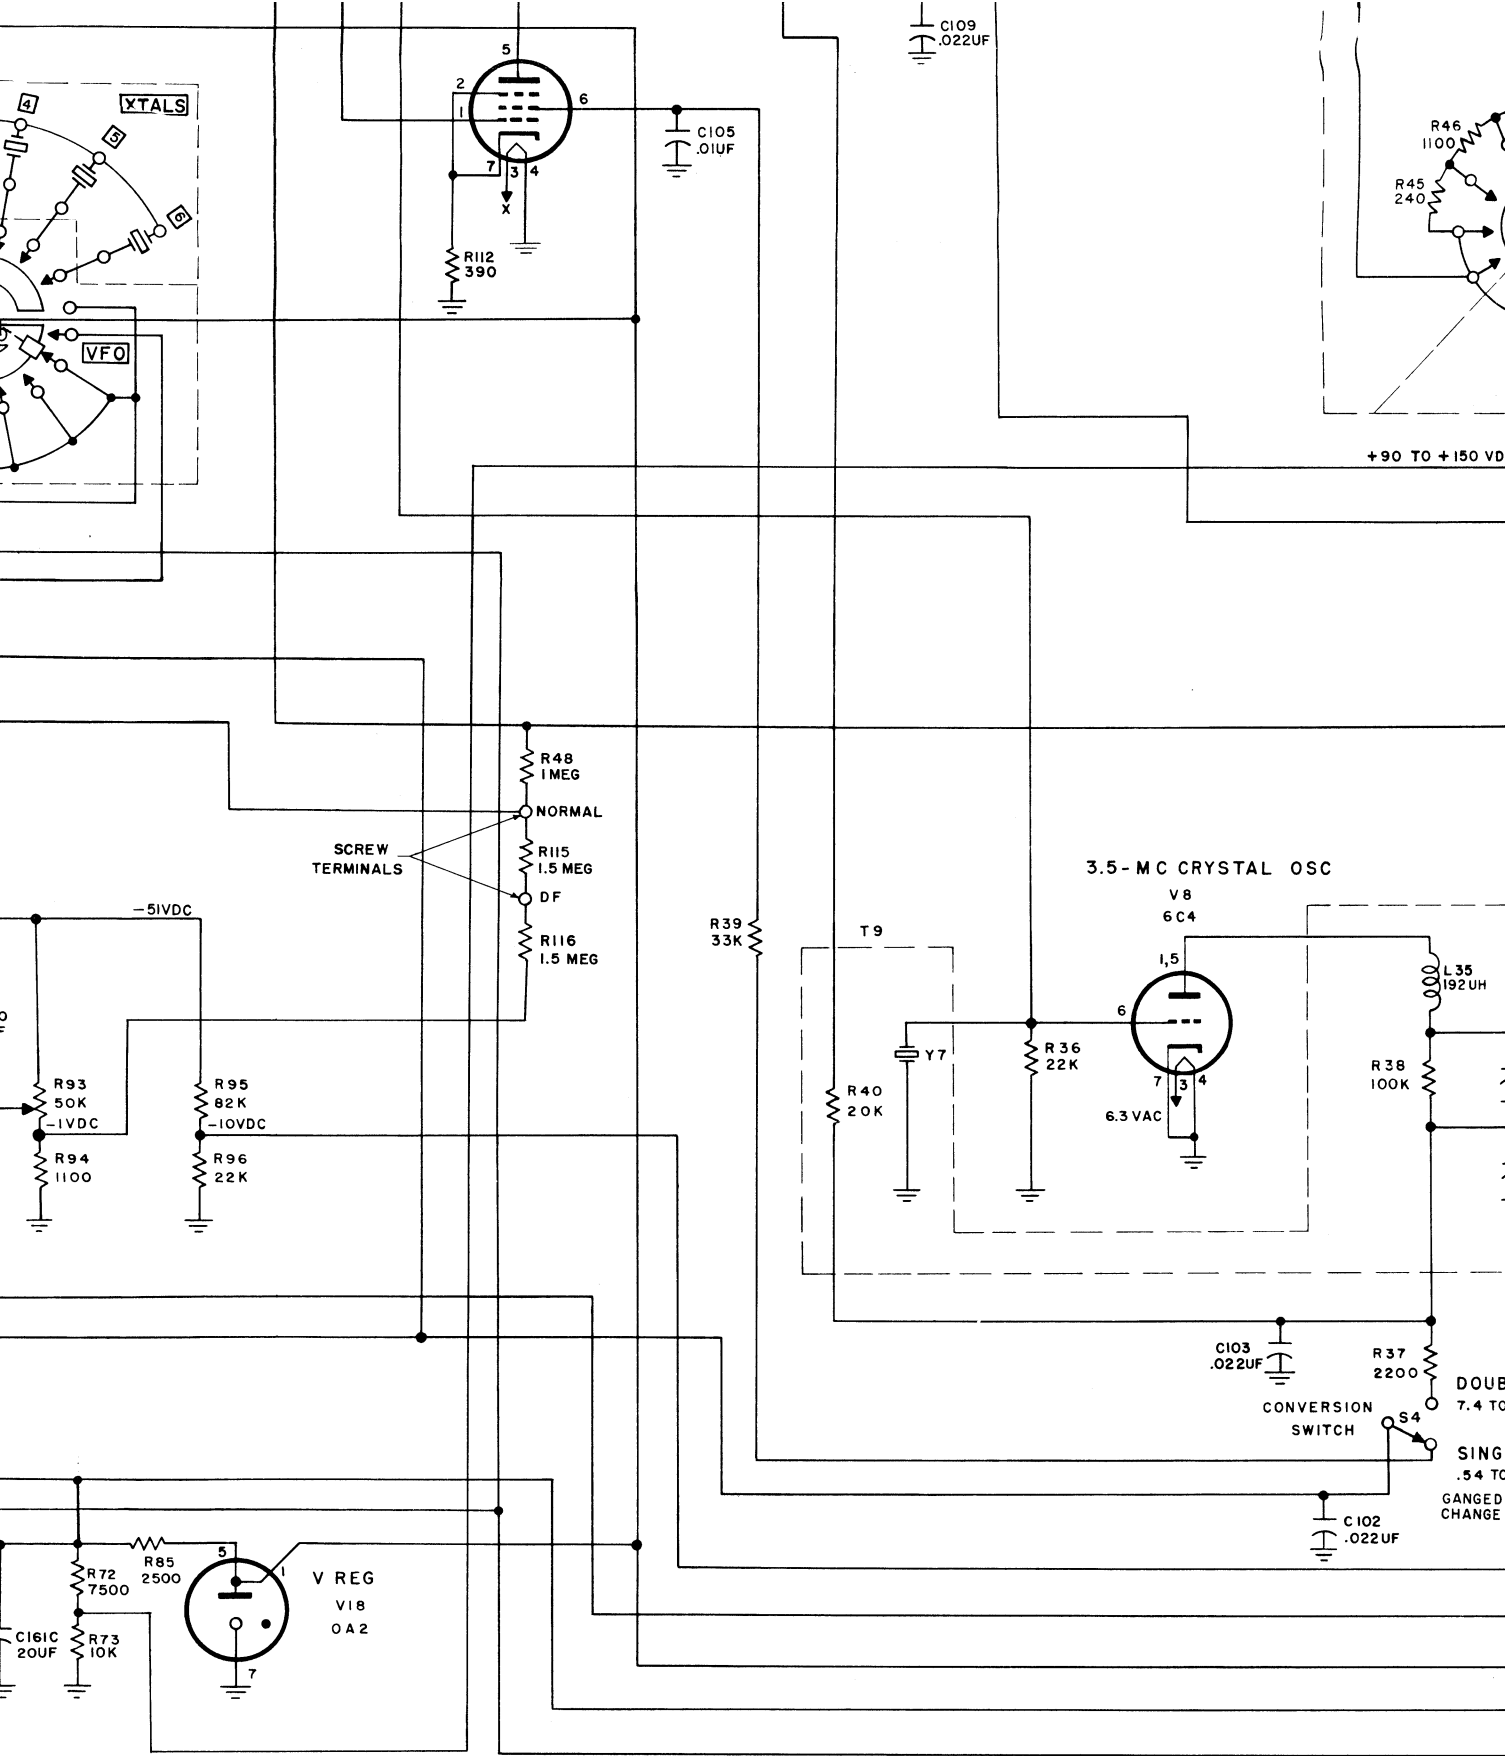 C109
.022UF
5
2
1
6
7
3
4
X
C105
.01UF
R112
390
4
XTALS
5
6
VFO
R46
1100
R45
240
+90 TO +150 VD
R48
1 MEG
NORMAL
SCREW
TERMINALS
R115
1.5 MEG
DF
R116
1.5 MEG
3.5-MC CRYSTAL OSC
V8
6C4
-51VDC
R39
33K
T9
1,5
6
7
3
4
6.3 VAC
L35
192UH
Y7
R36
22K
R38
100K
R40
20K
R93
50K
-1VDC
R94
1100
R95
82K
-10VDC
R96
22K
C103
.022UF
R37
2200
DOUB
7.4 TO
CONVERSION
SWITCH
S4
SING
.54 TO
GANGED
CHANGE
C102
.022UF
R85
2500
5
1
R72
7500
V REG
V18
OA2
C161C
20UF
R73
10K
7